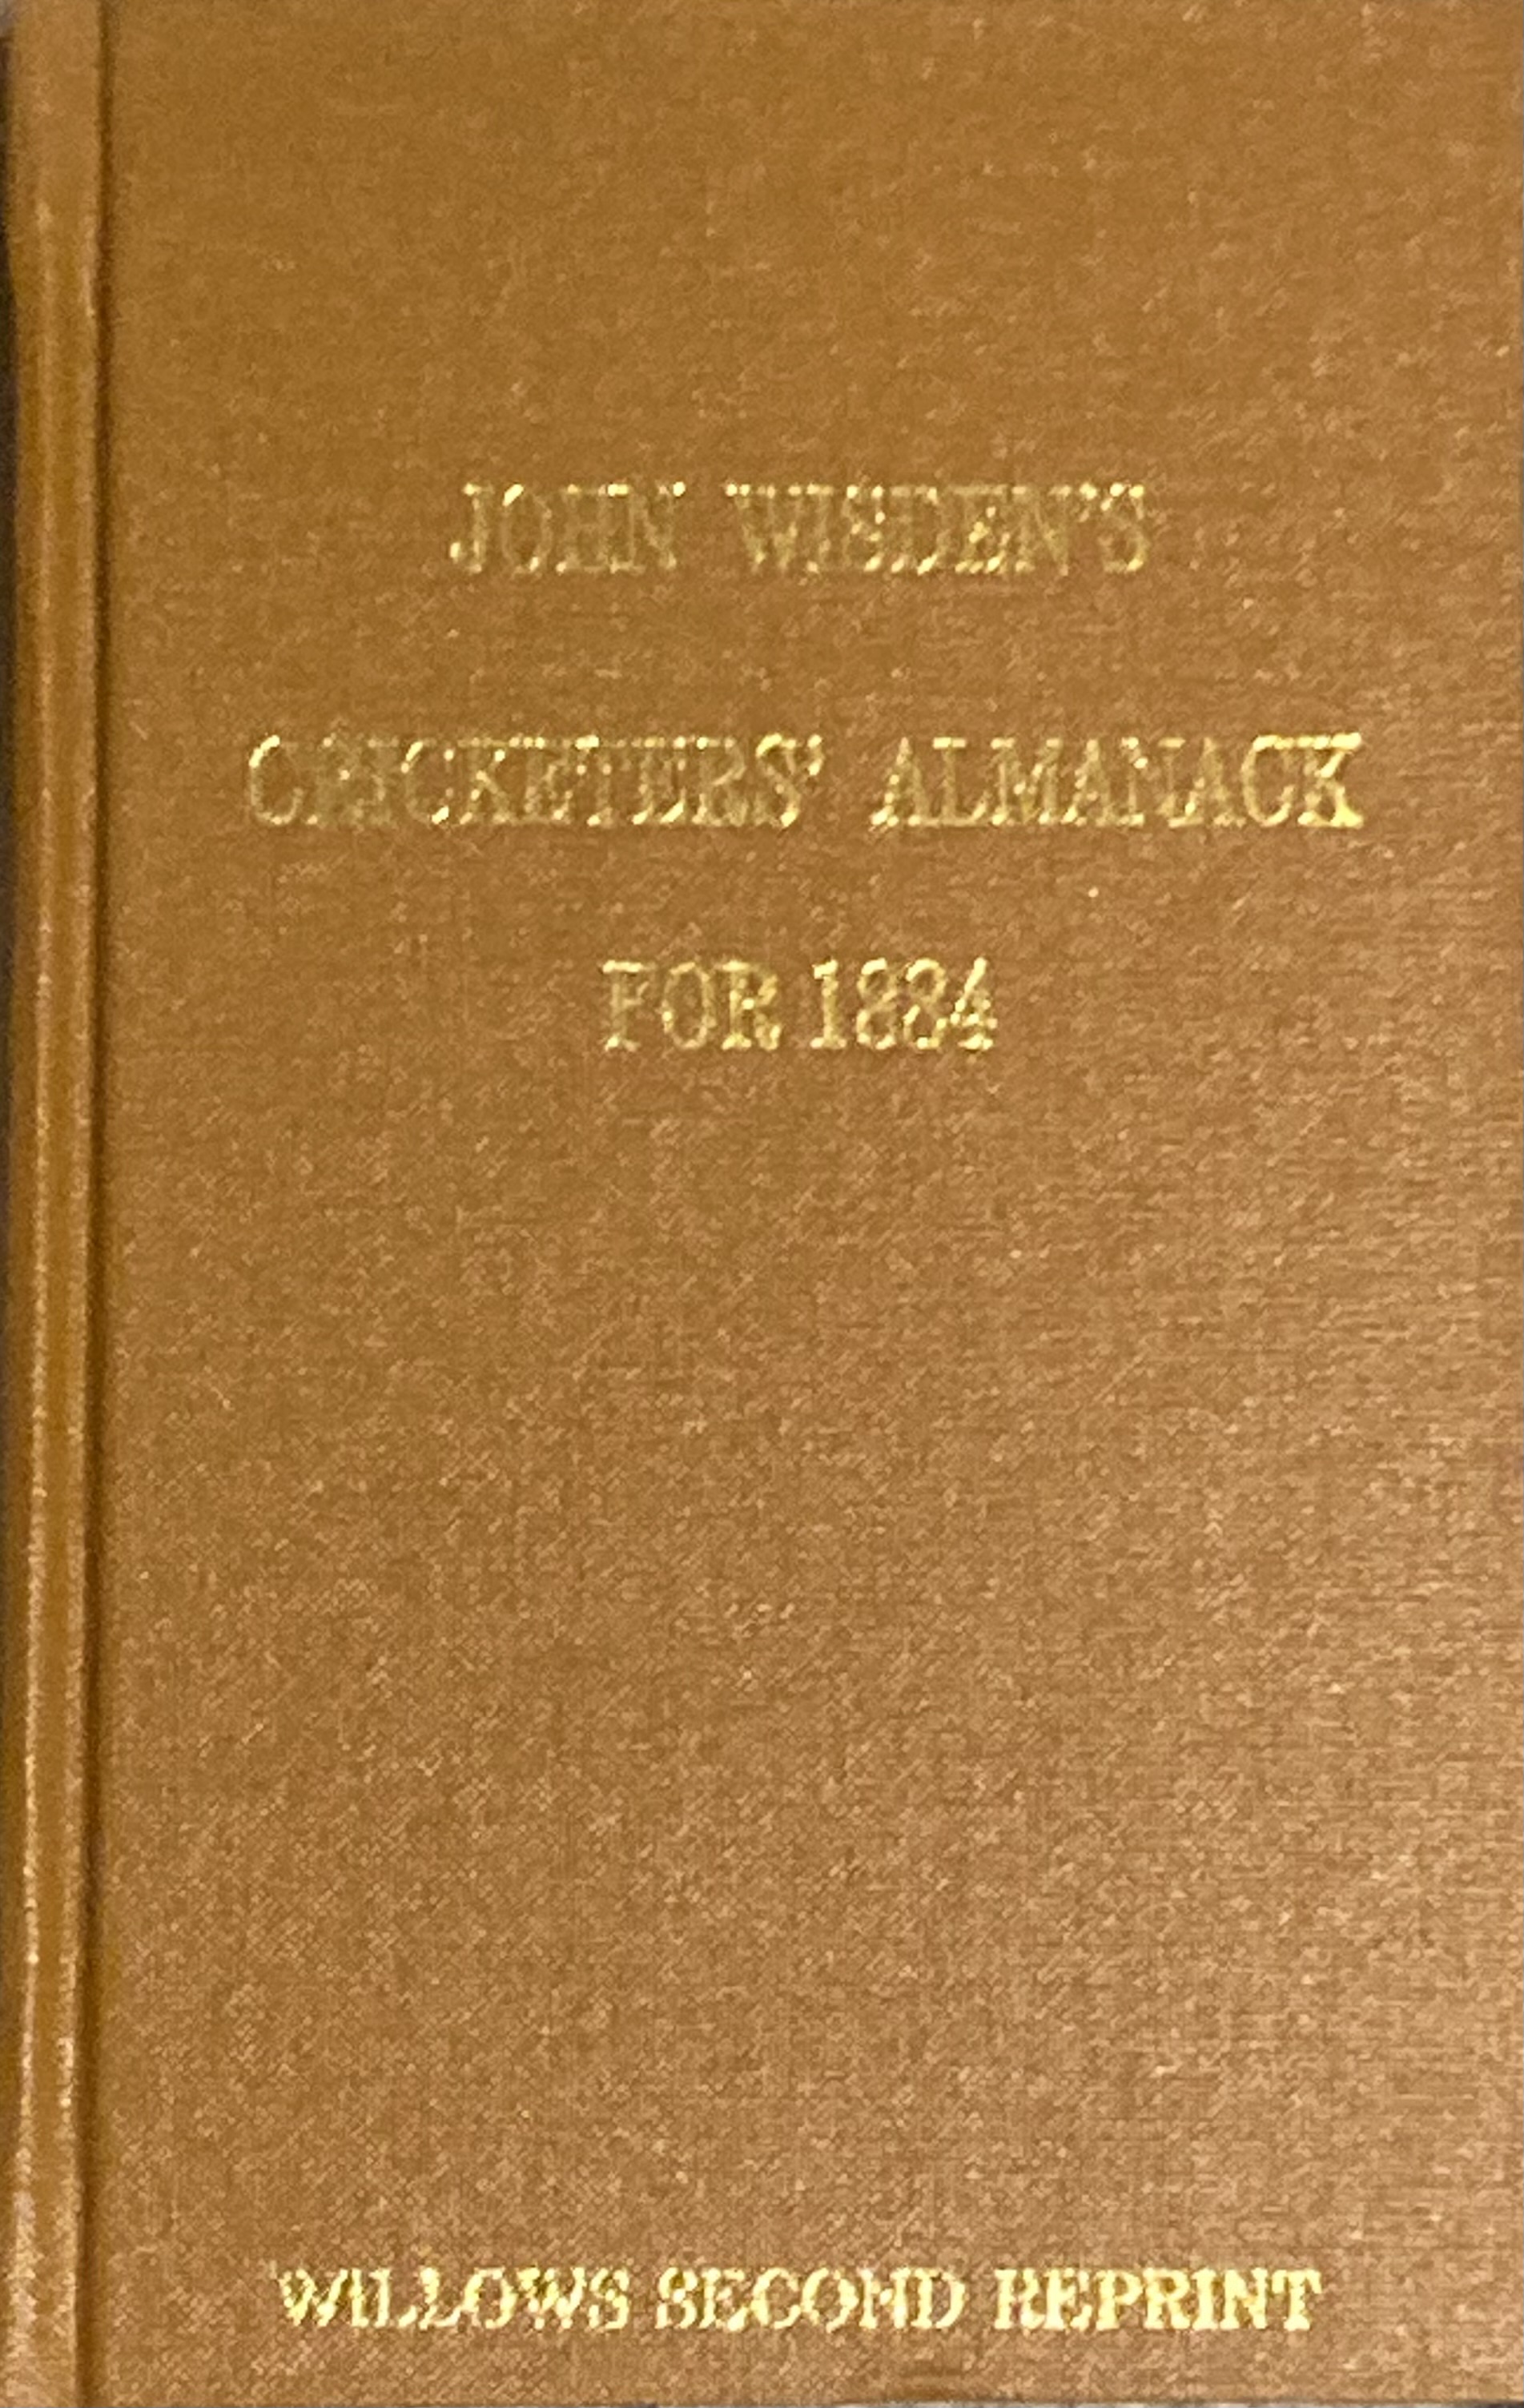 JOHN WISDEN'S
CRICKETERS' ALMANACK
FOR 1884
WILLOWS SECOND REPRINT